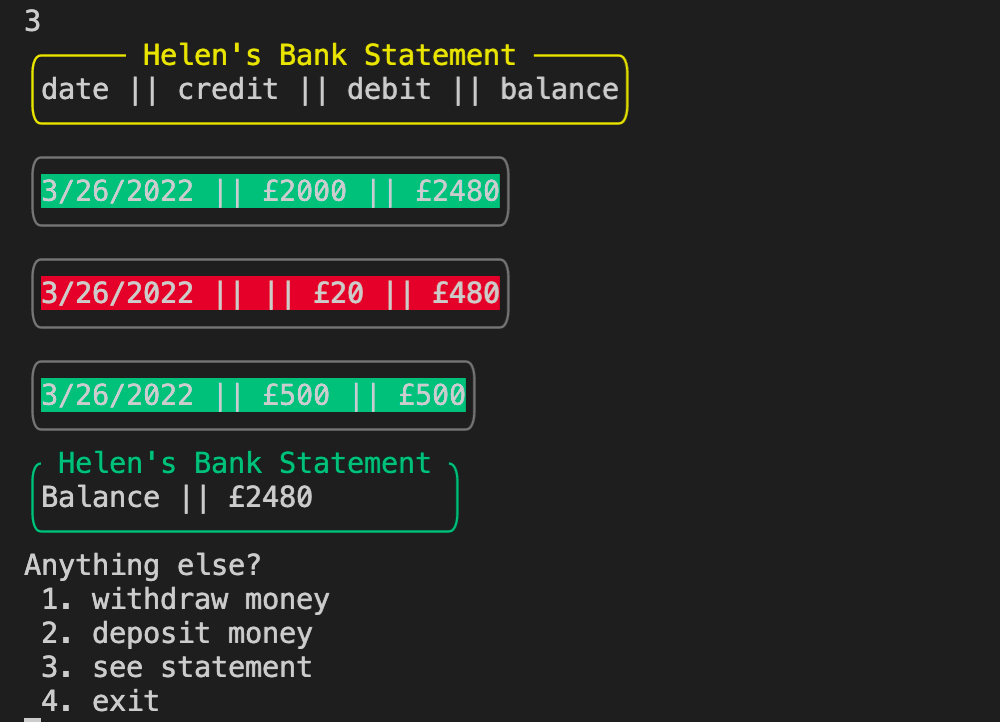 3
Helen's Bank Statement
date || credit || debit || balance
3/26/2022 || £2000 || £2480
3/26/2022 || || £20 || £480
3/26/2022 || £500 || £500
Helen's Bank Statement
Balance || £2480
Anything else?
1. withdraw money
2. deposit money
3. see statement
4. exit